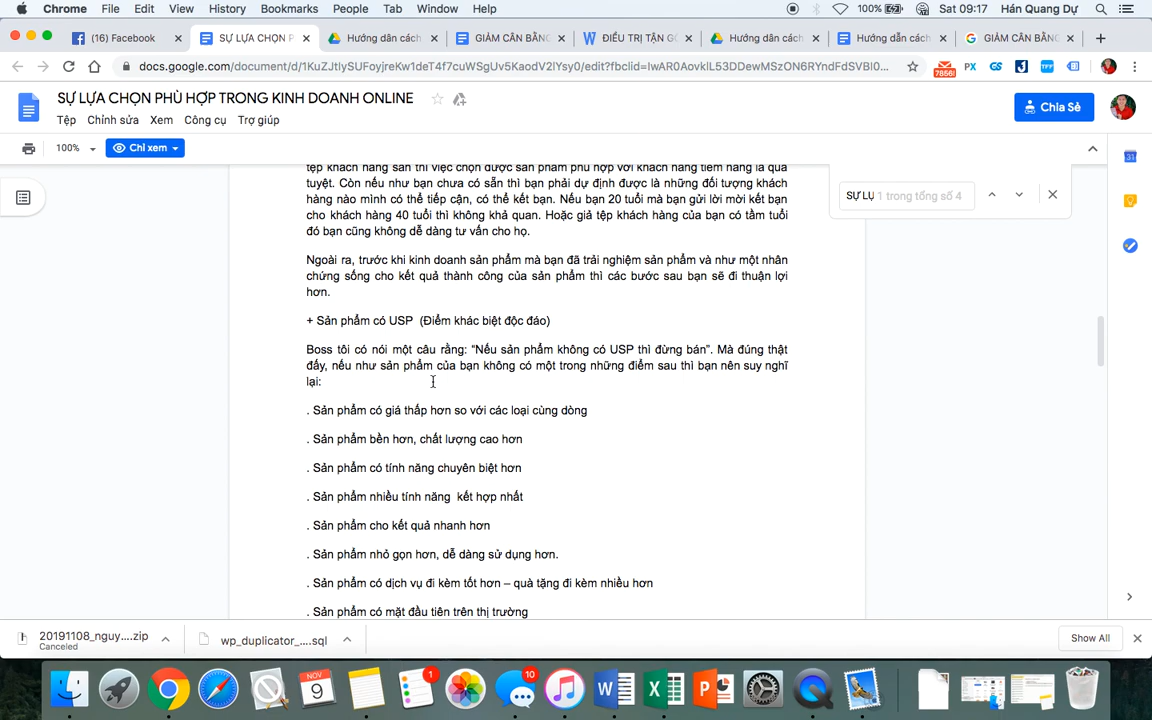 Chrome File Edit View History Bookmarks People Tab Window Help 100% Sat 09:17 Hán Quang Dự
(16) Facebook SỰ LỰA CHỌN P Hướng dẫn cách GIẢM CÂN BẰNG ĐIỀU TRỊ TẬN GỐ Hướng dẫn cách Hướng dẫn cách GIẢM CÂN BẰNG
docs.google.com/document/d/1KuZJtIySUFoyjreKw1deT4f7cuWSgUv5KaodV2lYsy0/edit?fbclid=IwAR0AovkIL53DDewMSzON6RYndFdSVBI0... 7856! PX GS J TFF
SỰ LỰA CHỌN PHÙ HỢP TRONG KINH DOANH ONLINE
Tệp Chỉnh sửa Xem Công cụ Trợ giúp
Chia Sẻ
100% Chỉ xem
SỰ LỰ 1 trong tổng số 4
31
tệp khách hàng sẵn thì việc chọn được sản phẩm phù hợp với khách hàng tiềm năng là quá
tuyệt. Còn nếu như bạn chưa có sẵn thì bạn phải dự định được là những đối tượng khách
hàng nào mình có thể tiếp cận, có thể kết bạn. Nếu bạn 20 tuổi mà bạn gửi lời mời kết bạn
cho khách hàng 40 tuổi thì không khả quan. Hoặc giả tệp khách hàng của bạn có tầm tuổi
đó bạn cũng không dễ dàng tư vấn cho họ.
Ngoài ra, trước khi kinh doanh sản phẩm mà bạn đã trải nghiệm sản phẩm và như một nhân
chứng sống cho kết quả thành công của sản phẩm thì các bước sau bạn sẽ đi thuận lợi
hơn.
+ Sản phẩm có USP (Điểm khác biệt độc đáo)
Boss tôi có nói một câu rằng: “Nếu sản phẩm không có USP thì đừng bán”. Mà đúng thật
đấy, nếu như sản phẩm của bạn không có một trong những điểm sau thì bạn nên suy nghĩ
lại:
. Sản phẩm có giá thấp hơn so với các loại cùng dòng
. Sản phẩm bền hơn, chất lượng cao hơn
. Sản phẩm có tính năng chuyên biệt hơn
. Sản phẩm nhiều tính năng kết hợp nhất
. Sản phẩm cho kết quả nhanh hơn
. Sản phẩm nhỏ gọn hơn, dễ dàng sử dụng hơn.
. Sản phẩm có dịch vụ đi kèm tốt hơn – quà tặng đi kèm nhiều hơn
. Sản phẩm có mặt đầu tiên trên thị trường
20191108_nguy....zip
Canceled
wp_duplicator_....sql
Show All
NOV
9
1
10
W X P